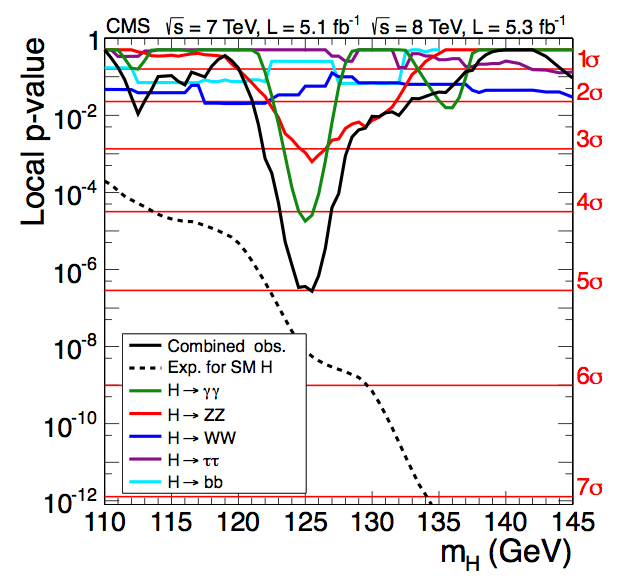 CMS √s = 7 TeV, L = 5.1 fb⁻¹ √s = 8 TeV, L = 5.3 fb⁻¹
Local p-value
1
10⁻²
10⁻⁴
10⁻⁶
10⁻⁸
10⁻¹⁰
10⁻¹²
1σ
2σ
3σ
4σ
5σ
6σ
7σ
Combined obs.
Exp. for SM H
H → γγ
H → ZZ
H → WW
H → ττ
H → bb
110 115 120 125 130 135 140 145
m_H (GeV)